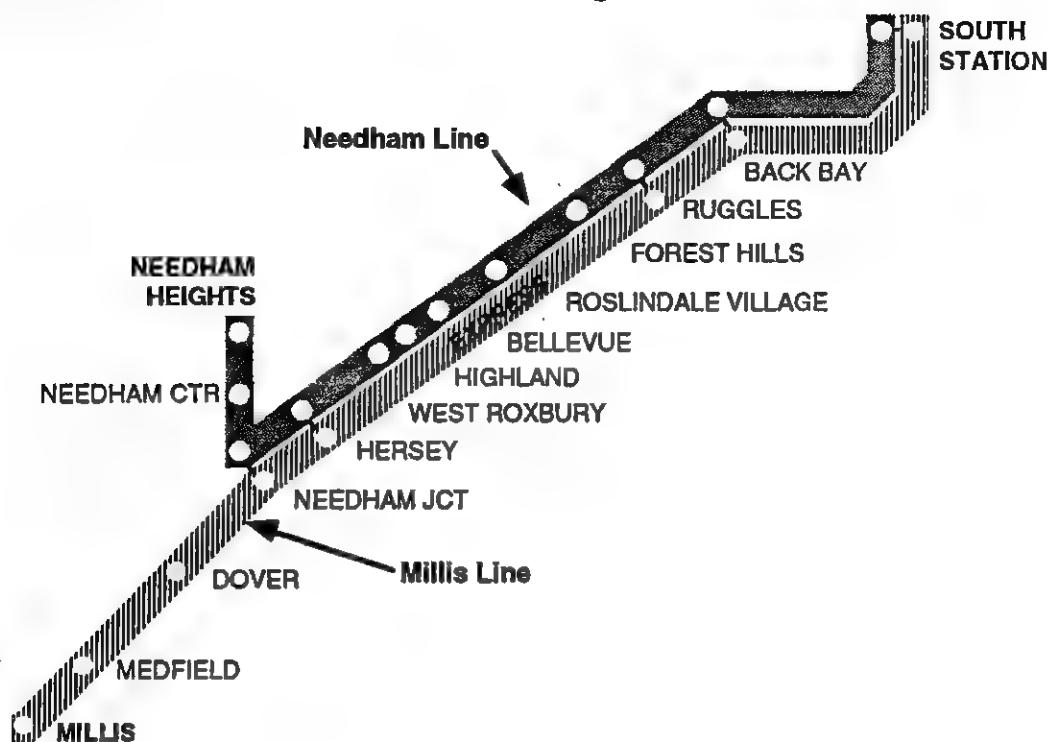 SOUTH
STATION
Needham Line
BACK BAY
RUGGLES
FOREST HILLS
NEEDHAM
HEIGHTS
ROSLINDALE VILLAGE
BELLEVUE
HIGHLAND
NEEDHAM CTR
WEST ROXBURY
HERSEY
NEEDHAM JCT
Millis Line
DOVER
MEDFIELD
MILLIS